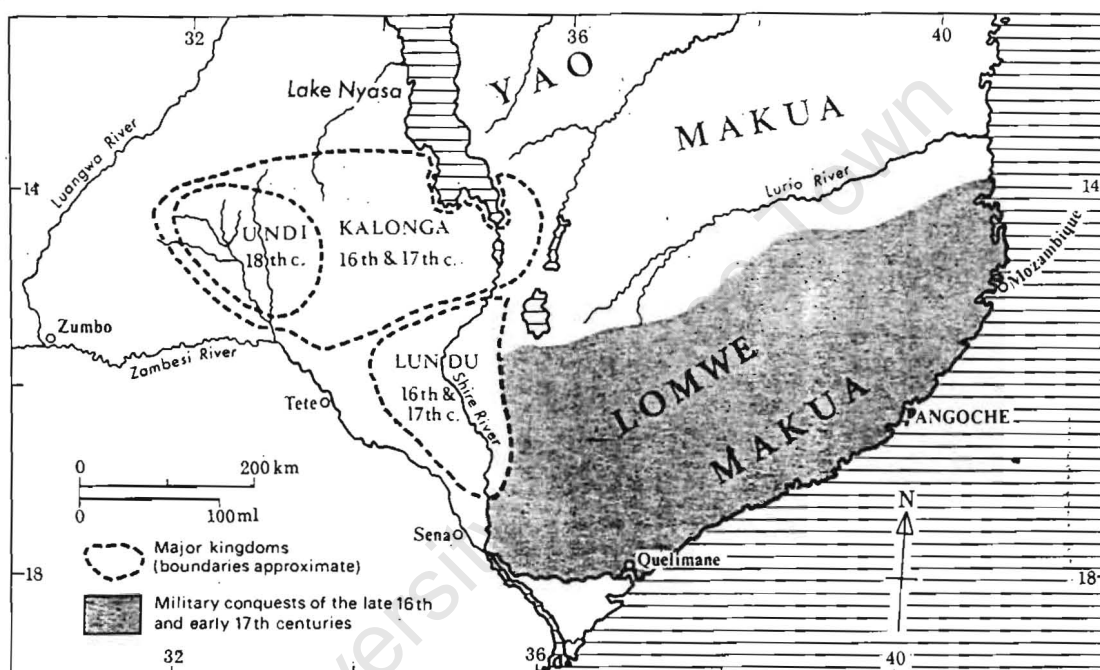 32
36
40
Lake Nyasa
YAO
MAKUA
Luangwa River
14
Lurio River
14
UNDI
18th c.
KALONGA
16th & 17th c.
Mozambique
Zumbo
Zambesi River
LUNDU
16th &
17th c.
Shire River
LOMWE
MAKUA
Tete
ANGOCHE
0 200 km
0 100 ml
N
Sena
Quelimane
Major kingdoms
(boundaries approximate)
18
18
Military conquests of the late 16th
and early 17th centuries
32
36
40